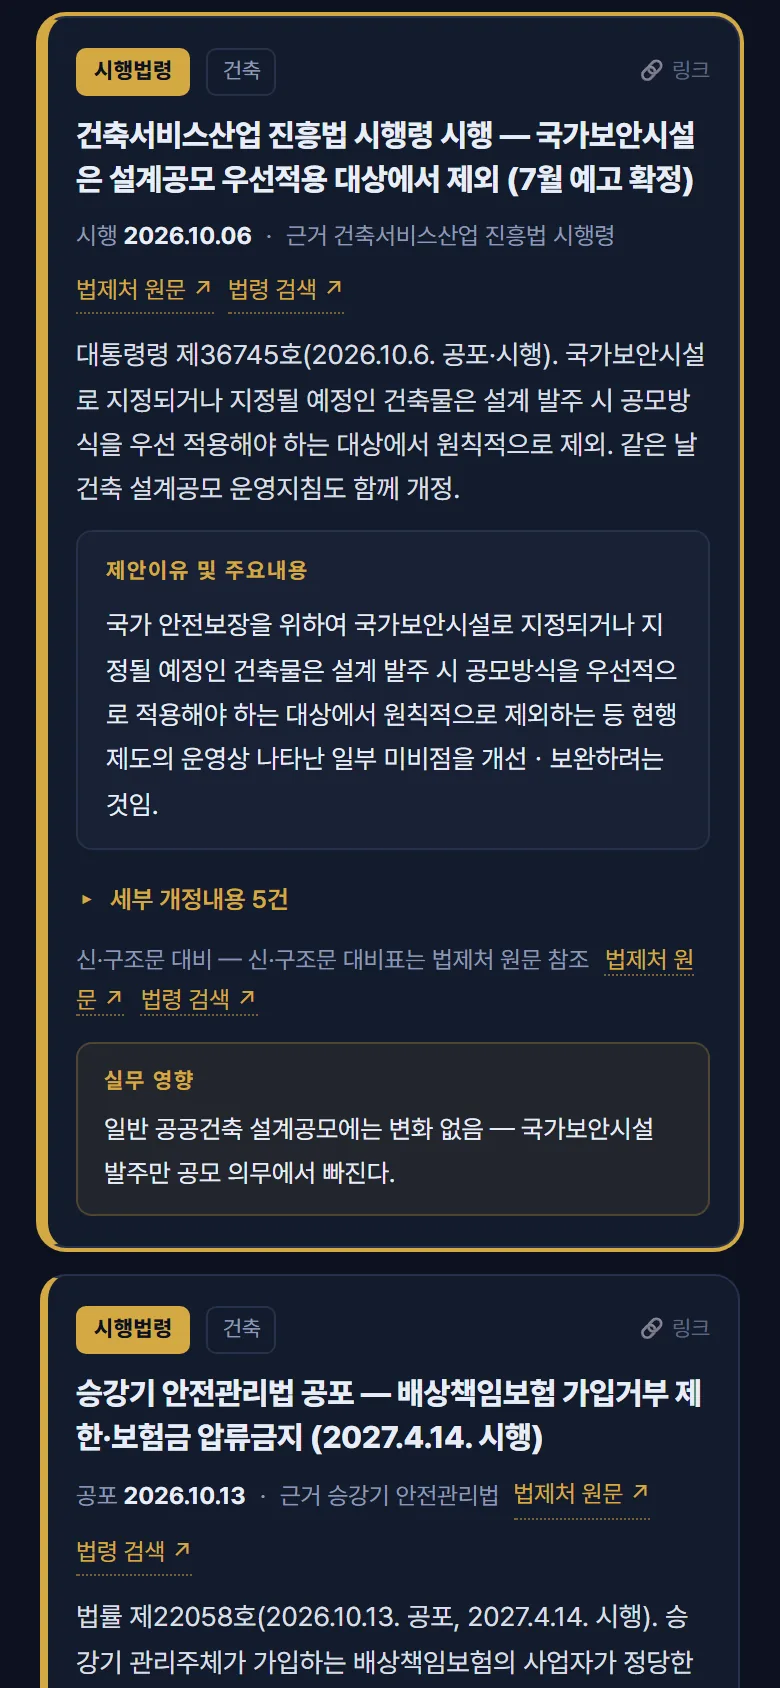 시행법령 건축 링크
건축서비스산업 진흥법 시행령 시행 — 국가보안시설
은 설계공모 우선적용 대상에서 제외 (7월 예고 확정)
시행 2026.10.06 · 근거 건축서비스산업 진흥법 시행령
법제처 원문 ↗ 법령 검색 ↗
대통령령 제36745호(2026.10.6. 공포·시행). 국가보안시설
로 지정되거나 지정될 예정인 건축물은 설계 발주 시 공모방
식을 우선 적용해야 하는 대상에서 원칙적으로 제외. 같은 날
건축 설계공모 운영지침도 함께 개정.
제안이유 및 주요내용
국가 안전보장을 위하여 국가보안시설로 지정되거나 지
정될 예정인 건축물은 설계 발주 시 공모방식을 우선적으
로 적용해야 하는 대상에서 원칙적으로 제외하는 등 현행
제도의 운영상 나타난 일부 미비점을 개선ㆍ보완하려는
것임.
▸ 세부 개정내용 5건
신·구조문 대비 — 신·구조문 대비표는 법제처 원문 참조 법제처 원
문 ↗ 법령 검색 ↗
실무 영향
일반 공공건축 설계공모에는 변화 없음 — 국가보안시설
발주만 공모 의무에서 빠진다.
시행법령 건축 링크
승강기 안전관리법 공포 — 배상책임보험 가입거부 제
한·보험금 압류금지 (2027.4.14. 시행)
공포 2026.10.13 · 근거 승강기 안전관리법 법제처 원문 ↗
법령 검색 ↗
법률 제22058호(2026.10.13. 공포, 2027.4.14. 시행). 승
강기 관리주체가 가입하는 배상책임보험의 사업자가 정당한